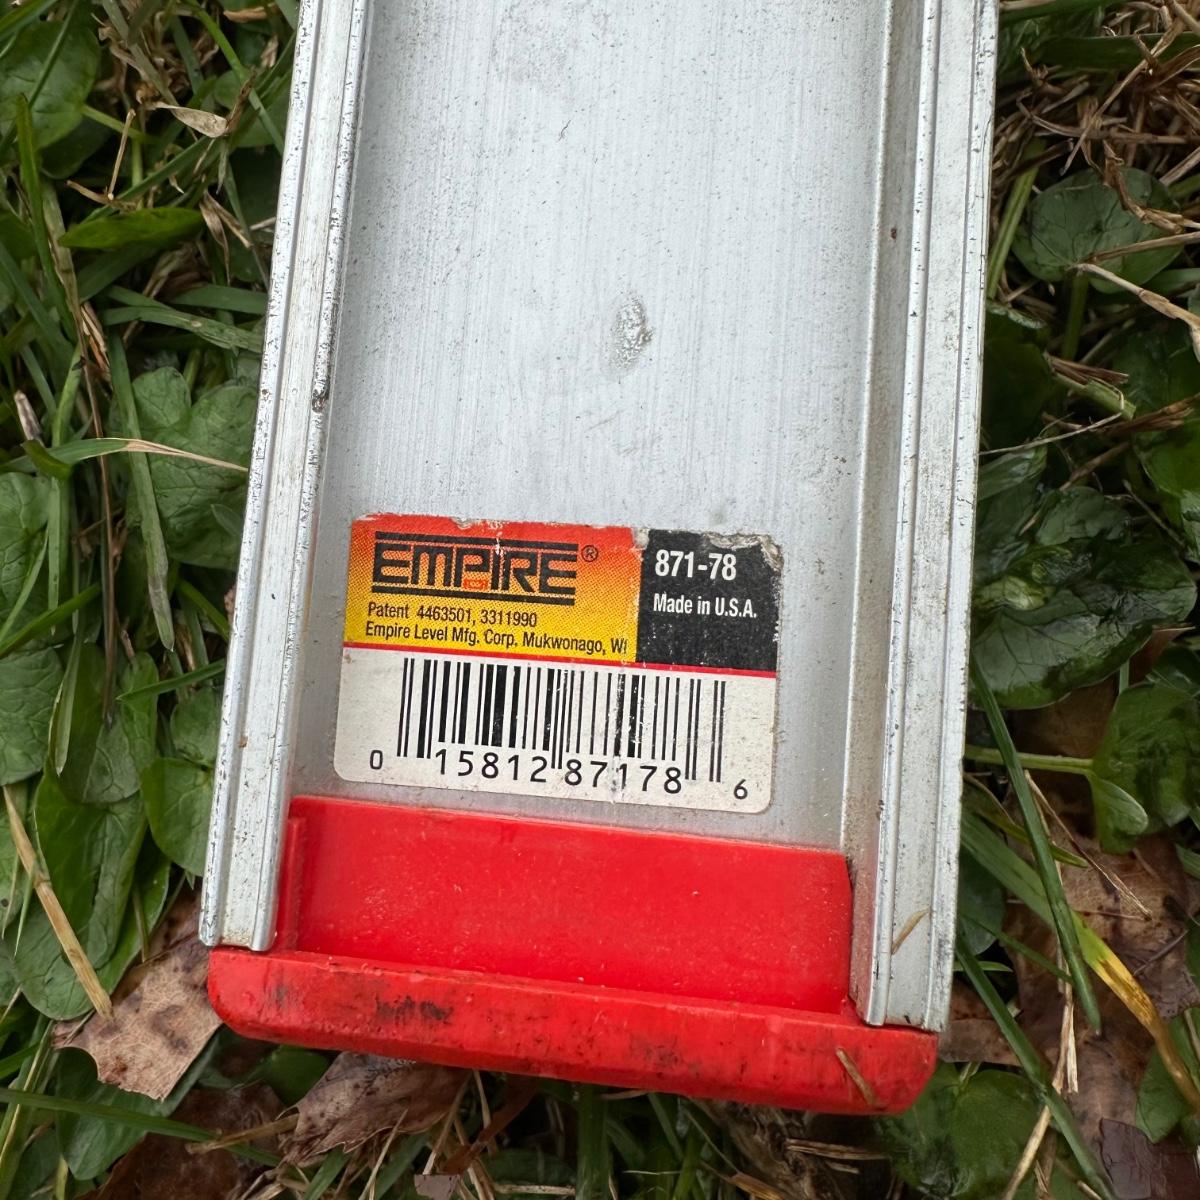 EMPIRE®
Patent 4463501, 3311990
Empire Level Mfg. Corp. Mukwonago, WI
871-78
Made in U.S.A.
0 15812 87178 6